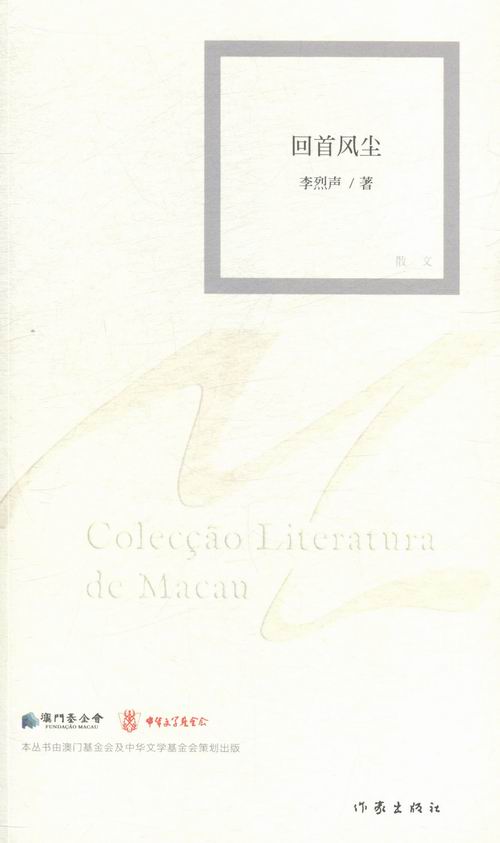 回首风尘
李烈声 / 著
散 文
Colecção Literatura
de Macau
澳門基金會
FUNDAÇÃO MACAU
中华文学基金会
本丛书由澳门基金会及中华文学基金会策划出版
作家出版社